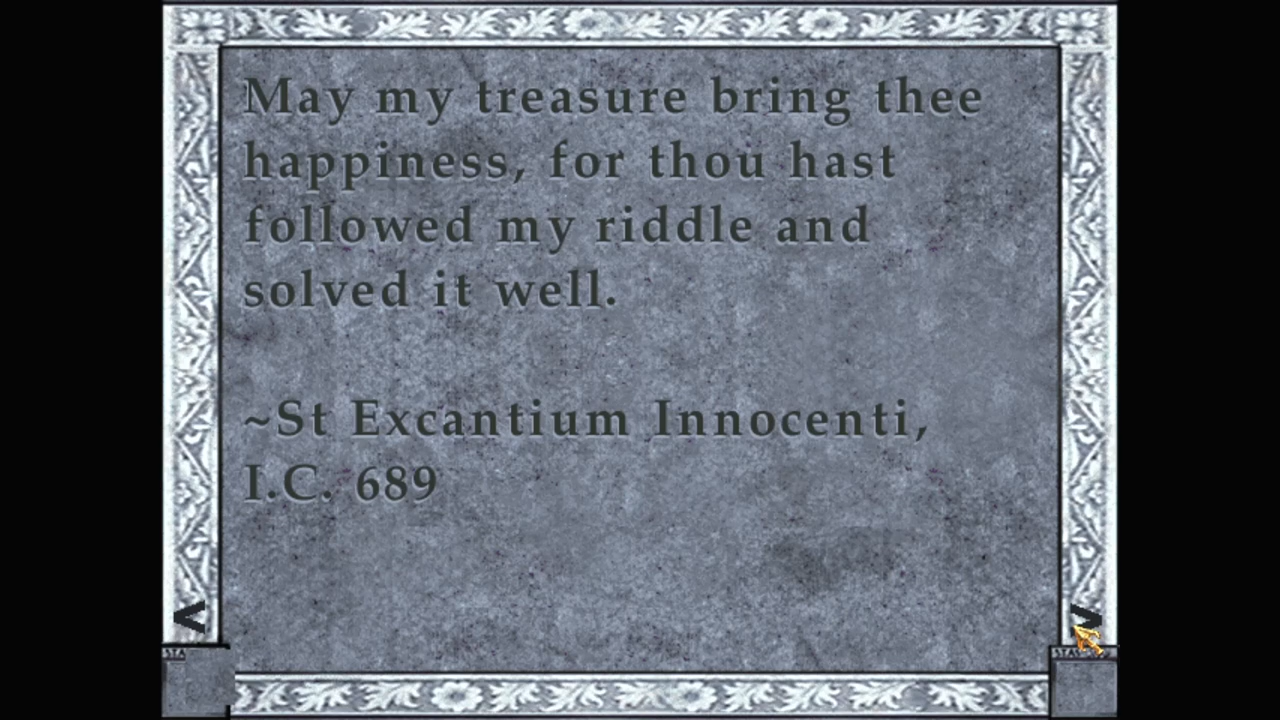 May my treasure bring thee
happiness, for thou hast
followed my riddle and
solved it well.
~St Excantium Innocenti,
I.C. 689
< >
STA